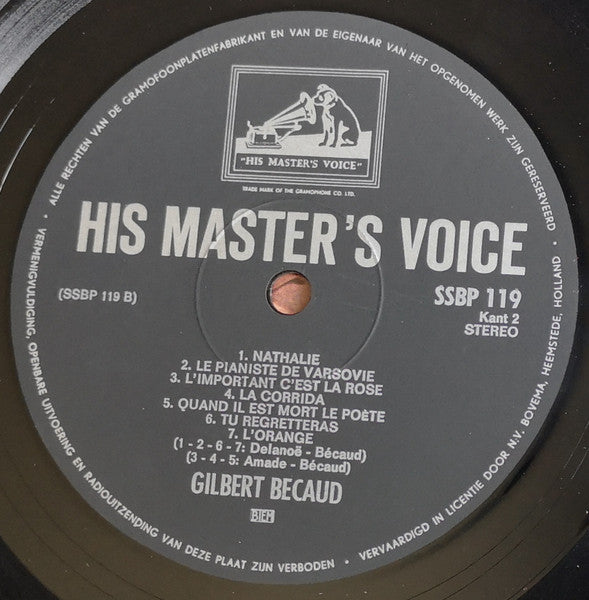 ALLE RECHTEN VAN DE GRAMOFOONPLATENFABRIKANT EN VAN DE EIGENAAR VAN HET OPGENOMEN WERK ZIJN GERESERVEERD
"HIS MASTER'S VOICE"
TRADE MARK OF THE GRAMOPHONE CO. LTD.
HIS MASTER'S VOICE
(SSBP 119 B)
SSBP 119
Kant 2
STEREO
1. NATHALIE
2. LE PIANISTE DE VARSOVIE
3. L'IMPORTANT C'EST LA ROSE
4. LA CORRIDA
5. QUAND IL EST MORT LE POÈTE
6. TU REGRETTERAS
7. L'ORANGE
(1 - 2 - 6 - 7: Delanoë - Bécaud)
(3 - 4 - 5: Amade - Bécaud)
GILBERT BECAUD
BIEM
• VERMENIGVULDIGING, OPENBARE UITVOERING EN RADIOUITZENDING VAN DEZE PLAAT ZIJN VERBODEN •
VERVAARDIGD IN LICENTIE DOOR N.V. BOVEMA, HEEMSTEDE, HOLLAND •